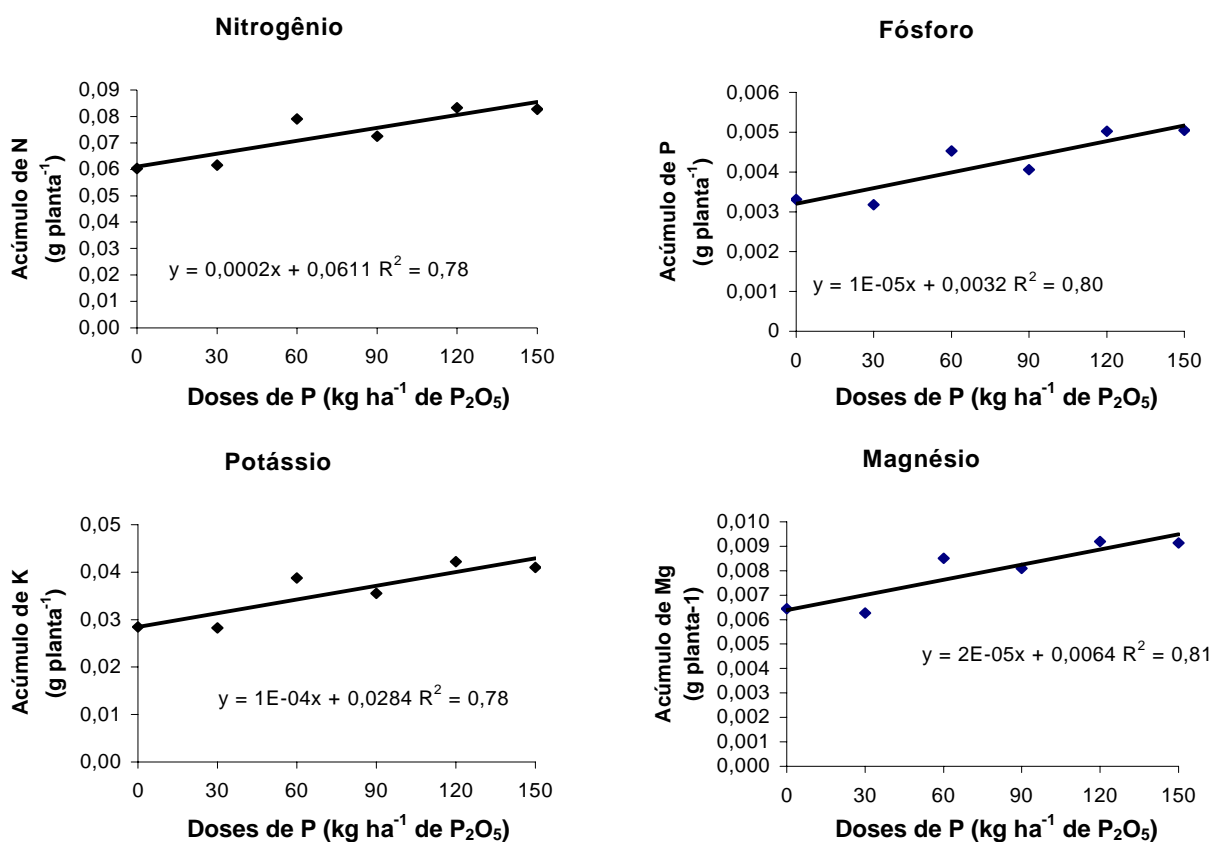 Nitrogênio
Acúmulo de N
(g planta⁻¹)
0,09
0,08
0,07
0,06
0,05
0,04
0,03
0,02
0,01
0,00
y = 0,0002x + 0,0611 R² = 0,78
0 30 60 90 120 150
Doses de P (kg ha⁻¹ de P₂O₅)
Fósforo
Acúmulo de P
(g planta⁻¹)
0,006
0,005
0,004
0,003
0,002
0,001
0
y = 1E-05x + 0,0032 R² = 0,80
0 30 60 90 120 150
Doses de P (kg ha⁻¹ de P₂O₅)
Potássio
Acúmulo de K
(g planta⁻¹)
0,05
0,04
0,03
0,02
0,01
0,00
y = 1E-04x + 0,0284 R² = 0,78
0 30 60 90 120 150
Doses de P (kg ha⁻¹ de P₂O₅)
Magnésio
Acúmulo de Mg
(g planta-1)
0,010
0,009
0,008
0,007
0,006
0,005
0,004
0,003
0,002
0,001
0,000
y = 2E-05x + 0,0064 R² = 0,81
0 30 60 90 120 150
Doses de P (kg ha⁻¹ de P₂O₅)